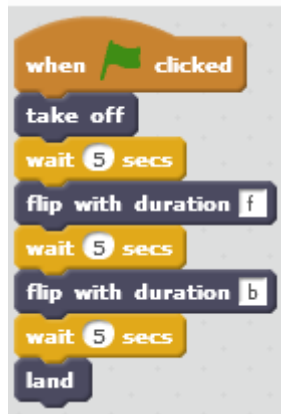 when clicked
take off
wait 5 secs
flip with duration f
wait 5 secs
flip with duration b
wait 5 secs
land